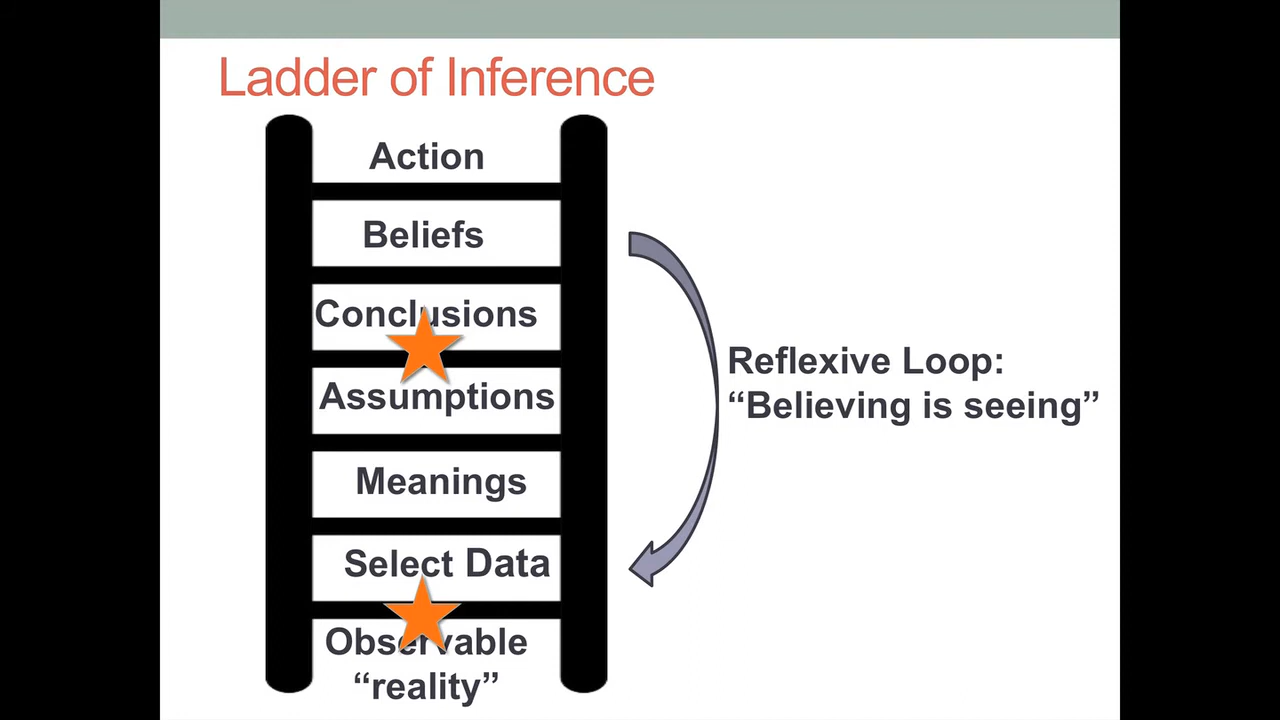 Ladder of Inference
Action
Beliefs
Conclusions
Assumptions
Meanings
Select Data
Observable
“reality”
Reflexive Loop:
“Believing is seeing”